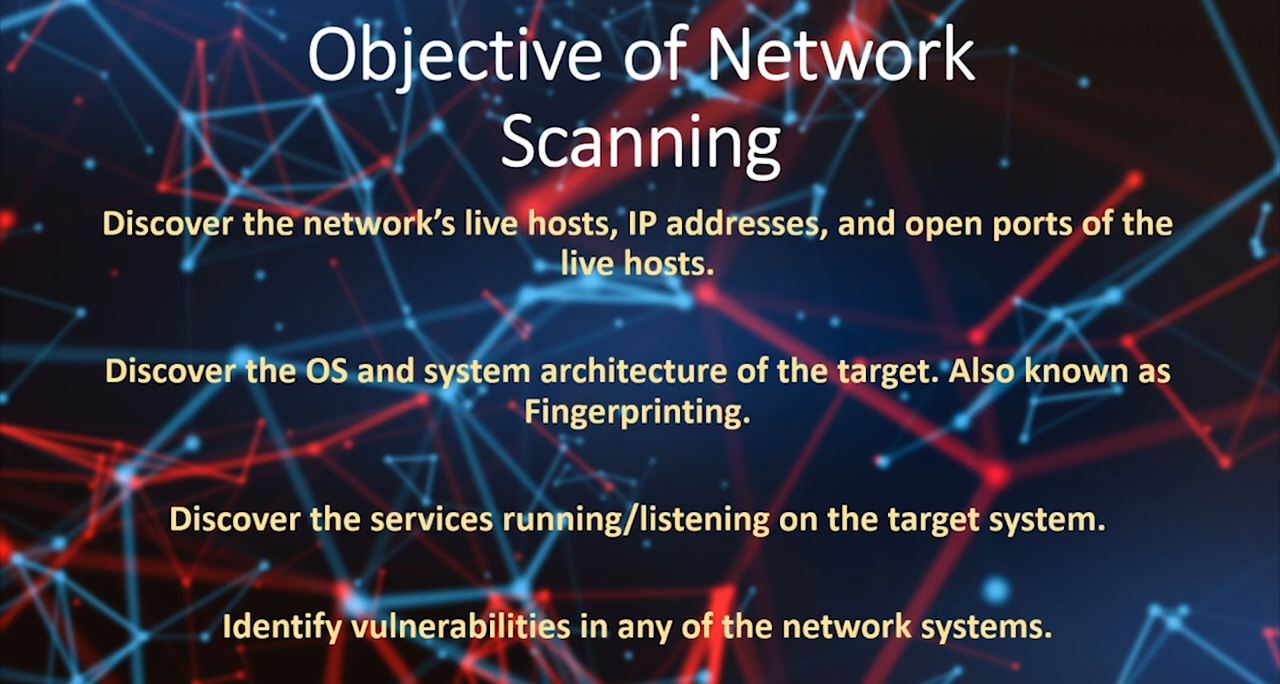 Objective of Network
Scanning
Discover the network’s live hosts, IP addresses, and open ports of the
live hosts.
Discover the OS and system architecture of the target. Also known as
Fingerprinting.
Discover the services running/listening on the target system.
Identify vulnerabilities in any of the network systems.